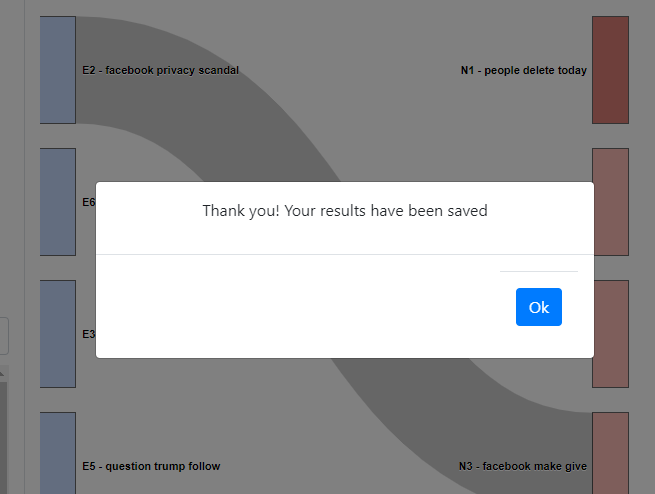 E2 - facebook privacy scandal
N1 - people delete today
E6
Thank you! Your results have been saved
Ok
E3
E5 - question trump follow
N3 - facebook make give